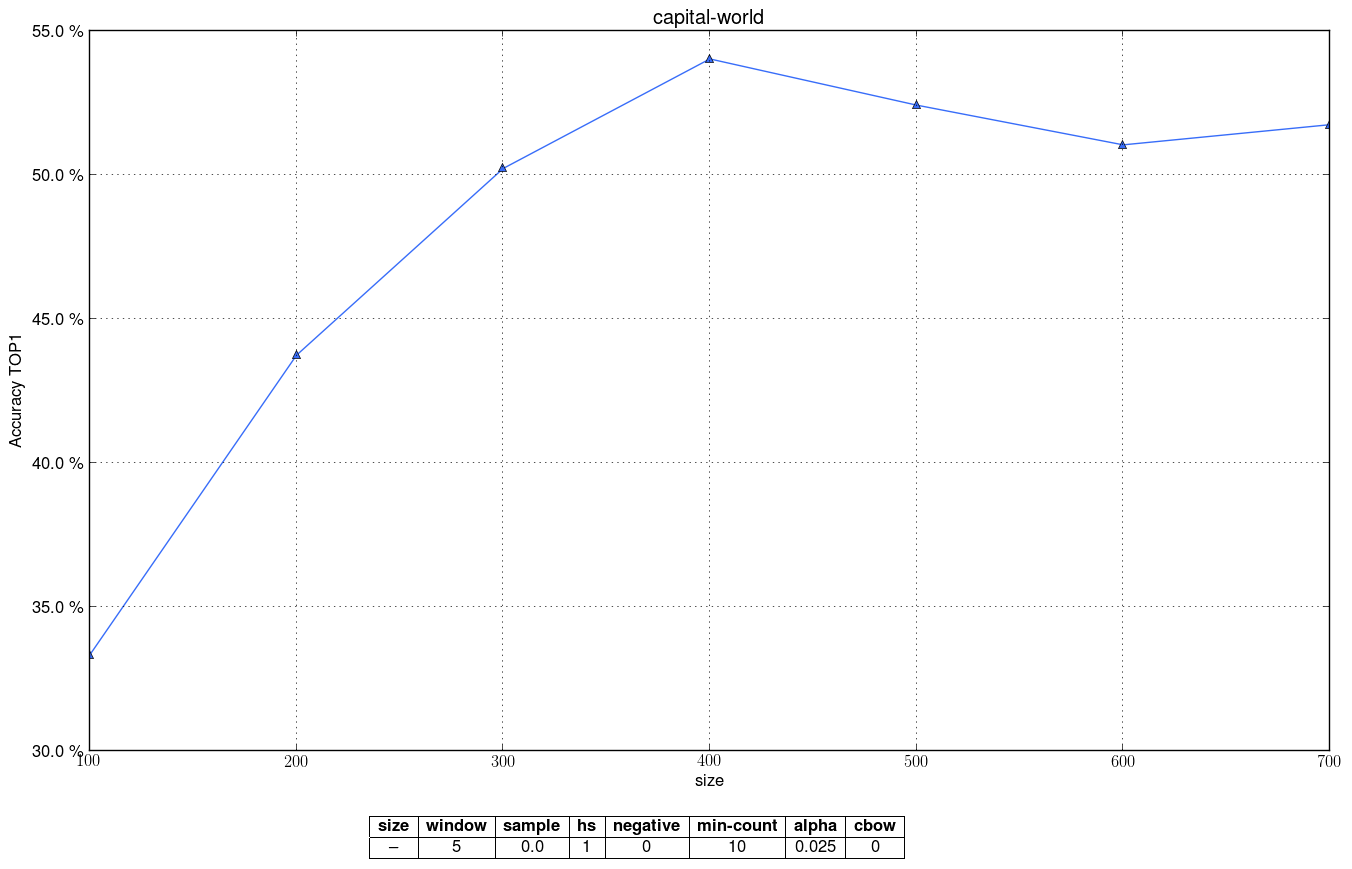 capital-world
55.0 %
50.0 %
45.0 %
40.0 %
35.0 %
30.0 %
Accuracy TOP1
100 200 300 400 500 600 700
size
size window sample hs negative min-count alpha cbow
– 5 0.0 1 0 10 0.025 0